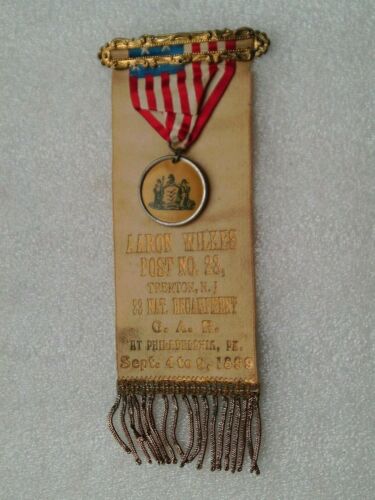 AARON WILKES
POST NO. 23,
TRENTON, N. J
33 NAT. ENCAMPMENT
G. A. R.
AT PHILADELPHIA, PA.
Sept. 4 to 9, 1899